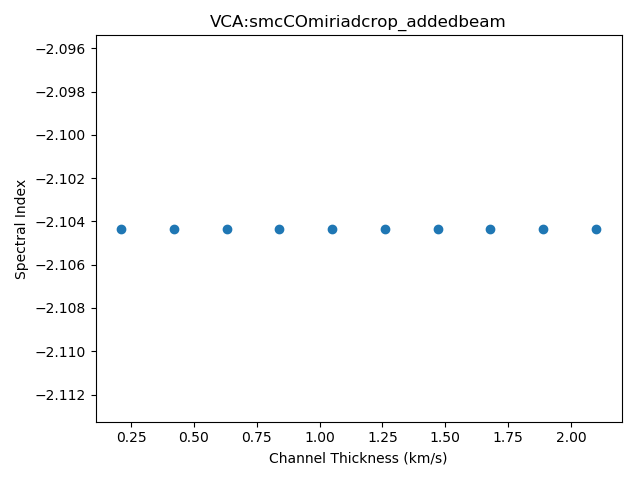 VCA:smcCOmiriadcrop_addedbeam
−2.096
−2.098
−2.100
−2.102
−2.104
−2.106
−2.108
−2.110
−2.112
Spectral Index
0.25 0.50 0.75 1.00 1.25 1.50 1.75 2.00
Channel Thickness (km/s)